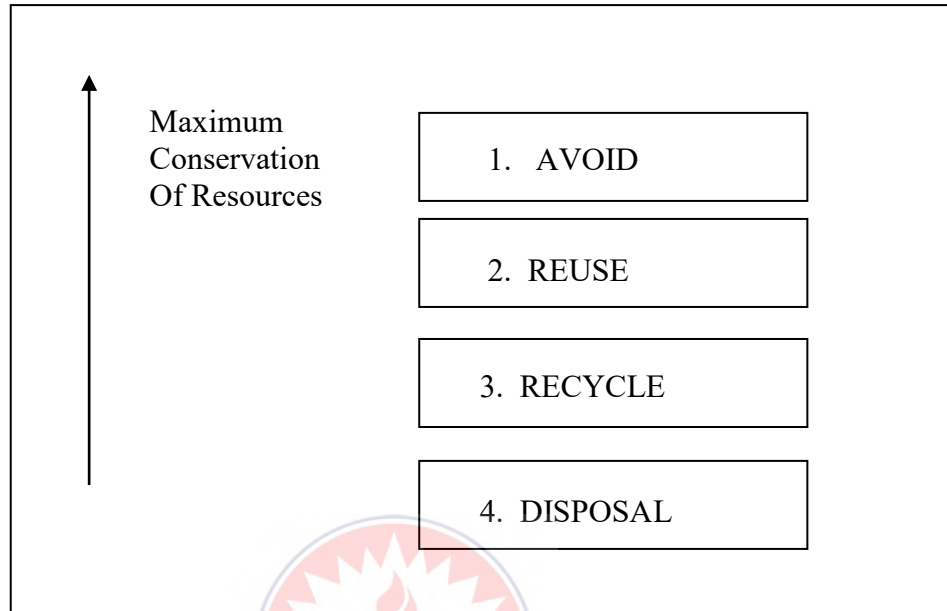 Maximum
Conservation
Of Resources
1. AVOID
2. REUSE
3. RECYCLE
4. DISPOSAL